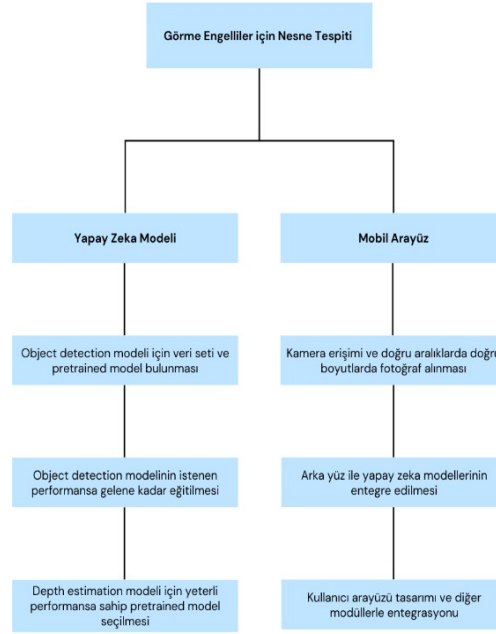 Görme Engelliler için Nesne Tespiti
Yapay Zeka Modeli
Mobil Arayüz
Object detection modeli için veri seti ve
pretrained model bulunması
Kamera erişimi ve doğru aralıklarda doğru
boyutlarda fotoğraf alınması
Object detection modelinin istenen
performansa gelene kadar eğitilmesi
Arka yüz ile yapay zeka modellerinin
entegre edilmesi
Depth estimation modeli için yeterli
performansa sahip pretrained model
seçilmesi
Kullanıcı arayüzü tasarımı ve diğer
modüllerle entegrasyonu